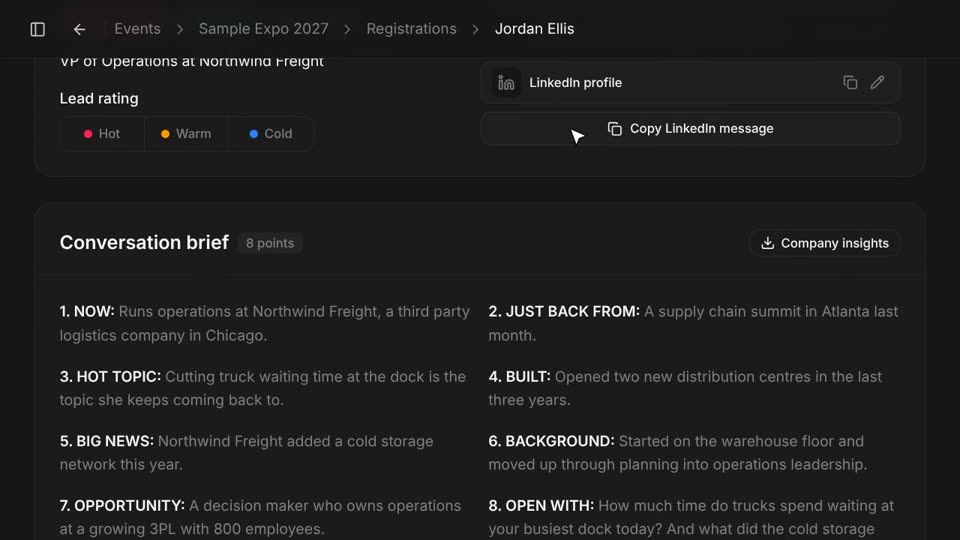 Events > Sample Expo 2027 > Registrations > Jordan Ellis
VP of Operations at Northwind Freight
Lead rating
Hot
Warm
Cold
LinkedIn profile
Copy LinkedIn message
Conversation brief
8 points
Company insights
1. NOW: Runs operations at Northwind Freight, a third party
logistics company in Chicago.
2. JUST BACK FROM: A supply chain summit in Atlanta last
month.
3. HOT TOPIC: Cutting truck waiting time at the dock is the
topic she keeps coming back to.
4. BUILT: Opened two new distribution centres in the last
three years.
5. BIG NEWS: Northwind Freight added a cold storage
network this year.
6. BACKGROUND: Started on the warehouse floor and
moved up through planning into operations leadership.
7. OPPORTUNITY: A decision maker who owns operations
at a growing 3PL with 800 employees.
8. OPEN WITH: How much time do trucks spend waiting at
your busiest dock today? And what did the cold storage